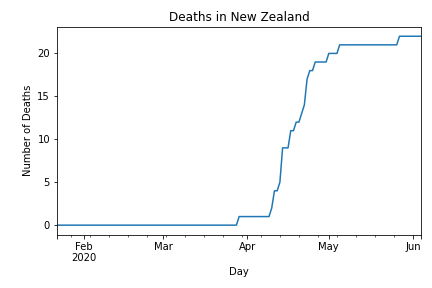 Deaths in New Zealand
Number of Deaths
20
15
10
5
0
Feb
2020
Mar
Apr
May
Jun
Day